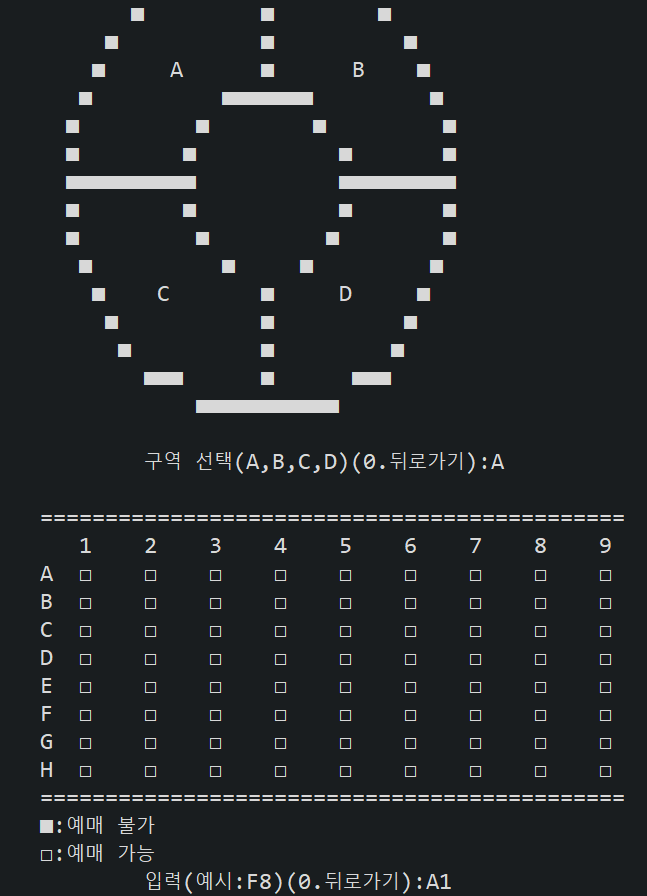 A B
C D
구역 선택(A,B,C,D)(0.뒤로가기):A
=============================================
1 2 3 4 5 6 7 8 9
A □ □ □ □ □ □ □ □ □
B □ □ □ □ □ □ □ □ □
C □ □ □ □ □ □ □ □ □
D □ □ □ □ □ □ □ □ □
E □ □ □ □ □ □ □ □ □
F □ □ □ □ □ □ □ □ □
G □ □ □ □ □ □ □ □ □
H □ □ □ □ □ □ □ □ □
=============================================
■:예매 불가
□:예매 가능
입력(예시:F8)(0.뒤로가기):A1